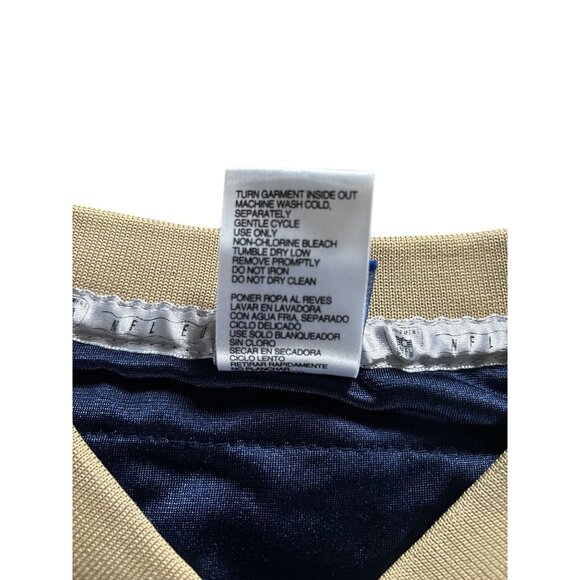 TURN GARMENT INSIDE OUT
MACHINE WASH COLD,
SEPARATELY
GENTLE CYCLE
USE ONLY
NON-CHLORINE BLEACH
TUMBLE DRY LOW
REMOVE PROMPTLY
DO NOT IRON
DO NOT DRY CLEAN
PONER ROPA AL REVES
LAVAR EN LAVADORA
CON AGUA FRIA, SEPARADO
CICLO DELICADO
USE SOLO BLANQUEADOR
SIN CLORO
SECAR EN SECADORA
CICLO LENTO
RETIRAR RAPIDAMENTE
NFL E
NFL